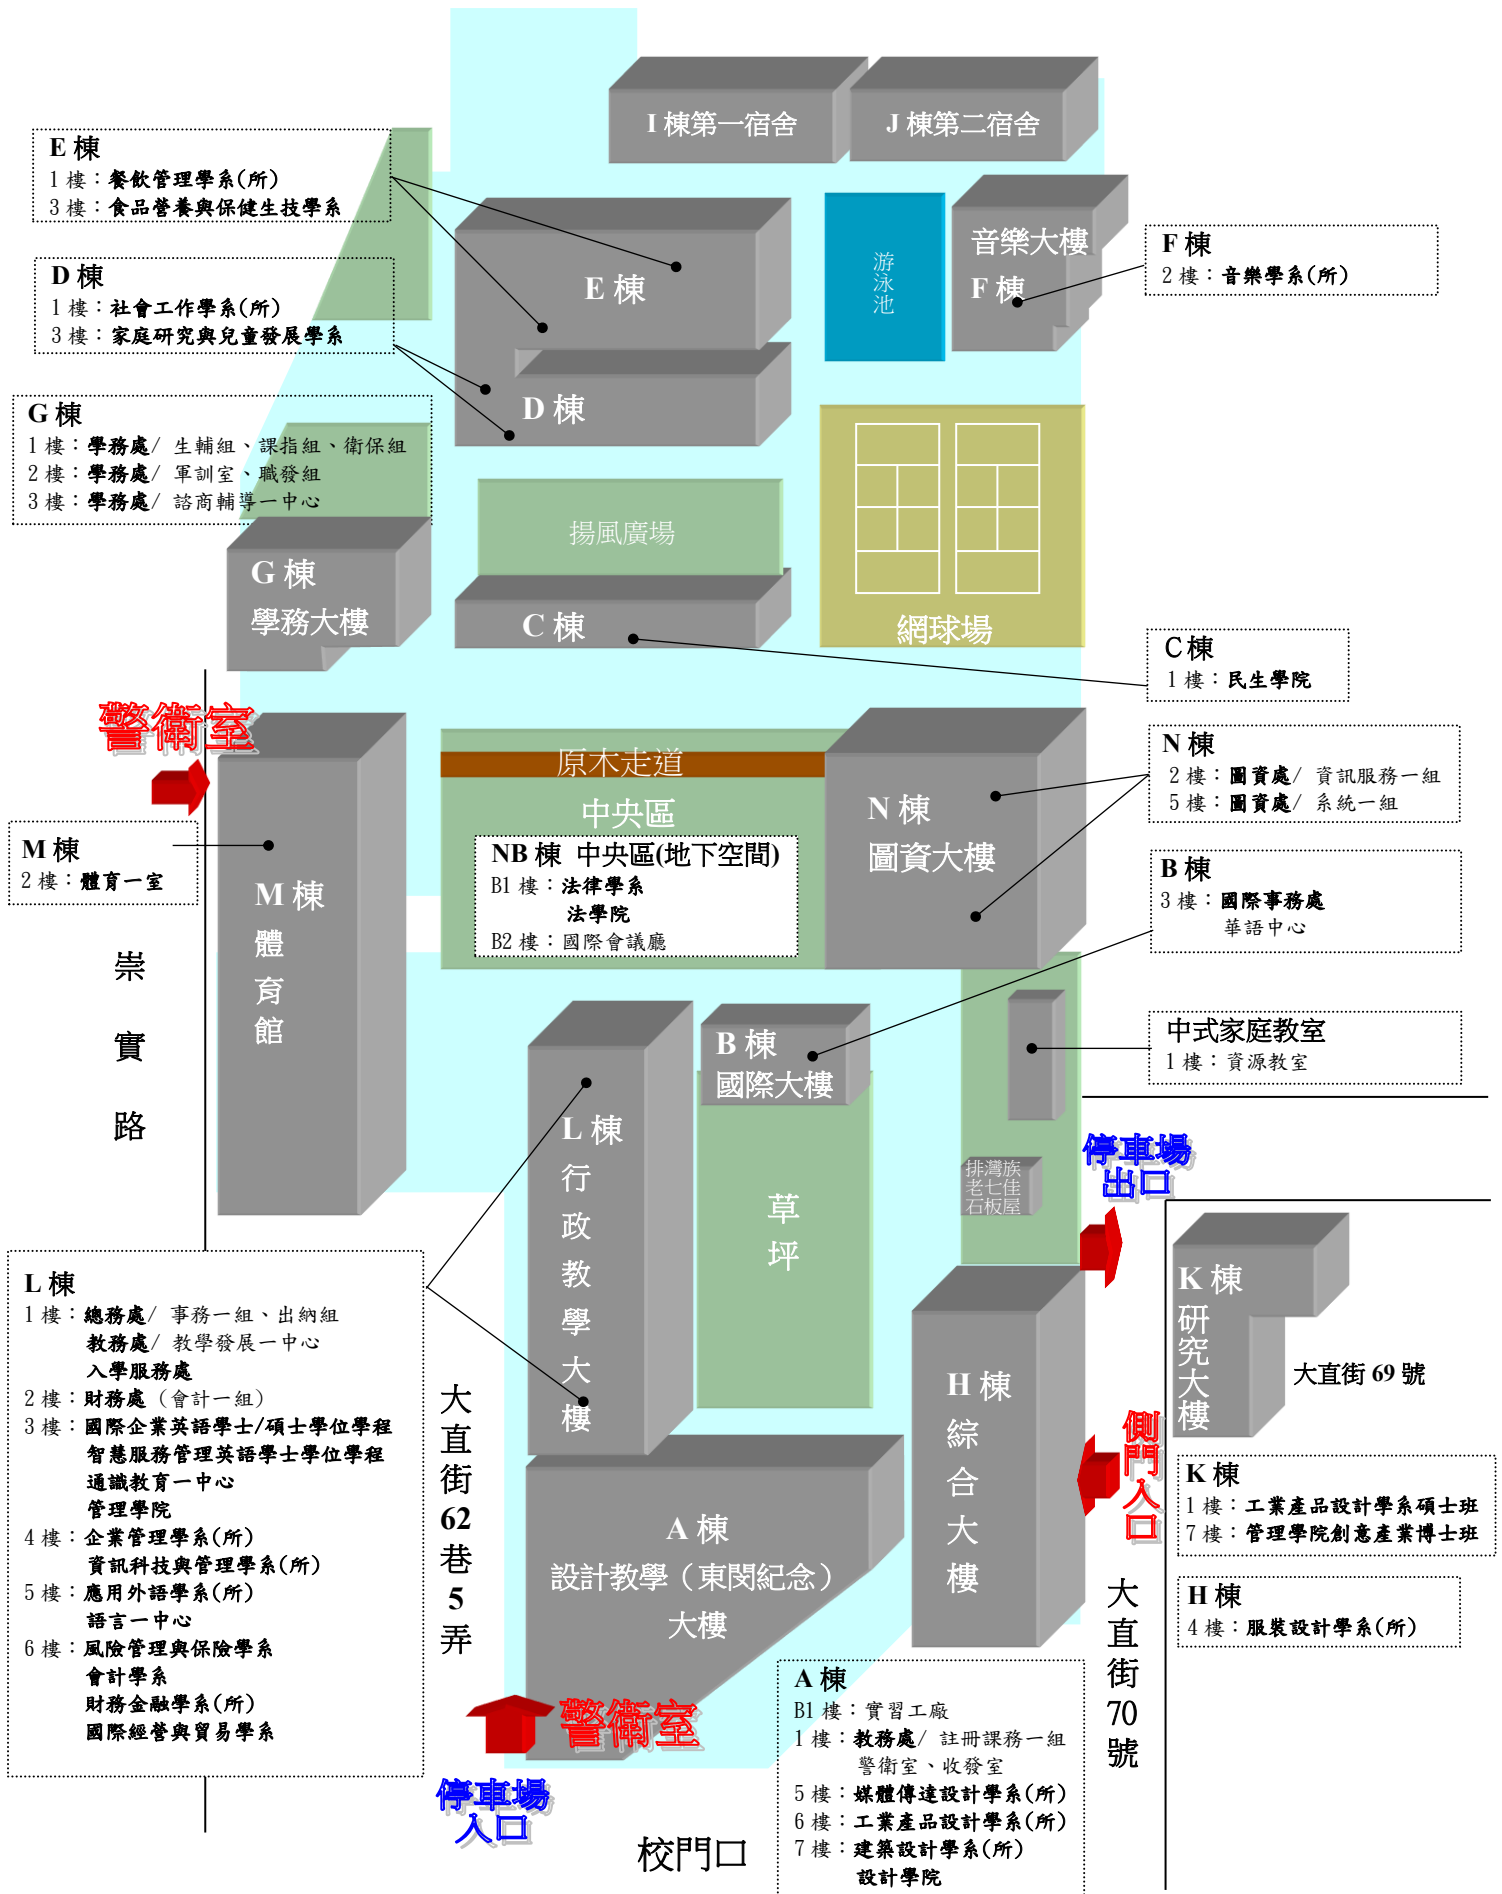 I 棟第一宿舍
J 棟第二宿舍
E 棟
1 樓：餐飲管理學系(所)
3 樓：食品營養與保健生技學系
D 棟
1 樓：社會工作學系(所)
3 樓：家庭研究與兒童發展學系
E 棟
D 棟
游泳池
音樂大樓
F 棟
F 棟
2 樓：音樂學系(所)
G 棟
1 樓：學務處/ 生輔組、課指組、衛保組
2 樓：學務處/ 軍訓室、職發組
3 樓：學務處/ 諮商輔導一中心
揚風廣場
G 棟
學務大樓
C 棟
網球場
C棟
1 樓：民生學院
警衛室
原木走道
中央區
NB 棟 中央區(地下空間)
B1 樓：法律學系
法學院
B2 樓：國際會議廳
N 棟
圖資大樓
N 棟
2 樓：圖資處/ 資訊服務一組
5 樓：圖資處/ 系統一組
M 棟
2 樓：體育一室
M 棟
體育館
B 棟
3 樓：國際事務處
華語中心
崇實路
B 棟
國際大樓
中式家庭教室
1 樓：資源教室
L 棟
行政教學大樓
草坪
排灣族
老七佳
石板屋
停車場
出口
K 棟
研究大樓
大直街 69 號
L 棟
1 樓：總務處/ 事務一組、出納組
教務處/ 教學發展一中心
入學服務處
2 樓：財務處（會計一組）
3 樓：國際企業英語學士/碩士學位學程
智慧服務管理英語學士學位學程
通識教育一中心
管理學院
4 樓：企業管理學系(所)
資訊科技與管理學系(所)
5 樓：應用外語學系(所)
語言一中心
6 樓：風險管理與保險學系
會計學系
財務金融學系(所)
國際經營與貿易學系
大直街62巷5弄
H 棟
綜合大樓
側門入口
K 棟
1 樓：工業產品設計學系碩士班
7 樓：管理學院創意產業博士班
A 棟
設計教學（東閔紀念）
大樓
H 棟
4 樓：服裝設計學系(所)
大直街70號
警衛室
停車場
入口
校門口
A 棟
B1 樓：實習工廠
1 樓：教務處/ 註冊課務一組
警衛室、收發室
5 樓：媒體傳達設計學系(所)
6 樓：工業產品設計學系(所)
7 樓：建築設計學系(所)
設計學院